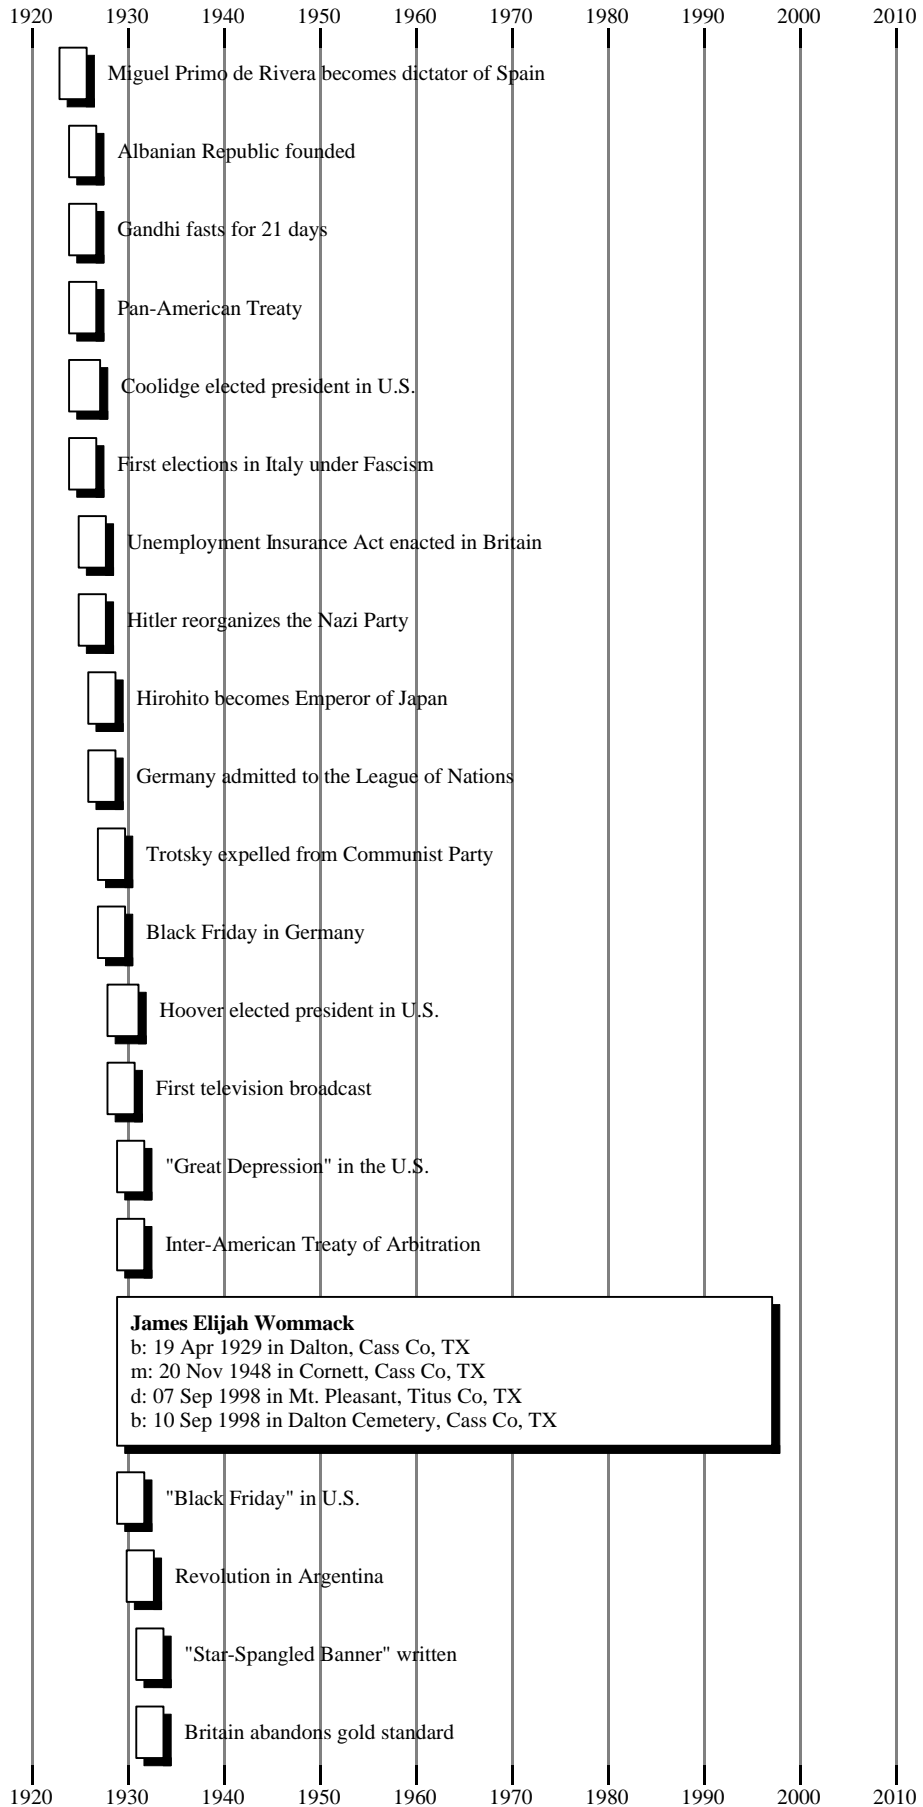 1920 1930 1940 1950 1960 1970 1980 1990 2000 2010
Miguel Primo de Rivera becomes dictator of Spain
Albanian Republic founded
Gandhi fasts for 21 days
Pan-American Treaty
Coolidge elected president in U.S.
First elections in Italy under Fascism
Unemployment Insurance Act enacted in Britain
Hitler reorganizes the Nazi Party
Hirohito becomes Emperor of Japan
Germany admitted to the League of Nations
Trotsky expelled from Communist Party
Black Friday in Germany
Hoover elected president in U.S.
First television broadcast
"Great Depression" in the U.S.
Inter-American Treaty of Arbitration
James Elijah Wommack
b: 19 Apr 1929 in Dalton, Cass Co, TX
m: 20 Nov 1948 in Cornett, Cass Co, TX
d: 07 Sep 1998 in Mt. Pleasant, Titus Co, TX
b: 10 Sep 1998 in Dalton Cemetery, Cass Co, TX
"Black Friday" in U.S.
Revolution in Argentina
"Star-Spangled Banner" written
Britain abandons gold standard
1920 1930 1940 1950 1960 1970 1980 1990 2000 2010